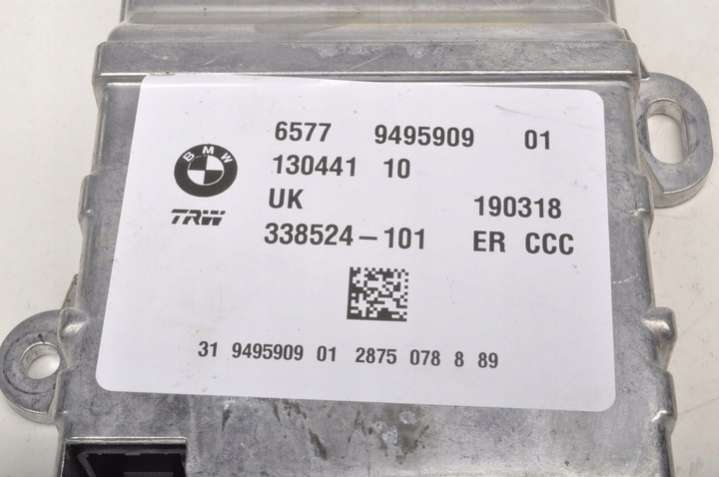 6577 9495909 01
BMW
130441 10
UK 190318
TRW
338524-101 ER CCC
31 9495909 01 2875 078 8 89